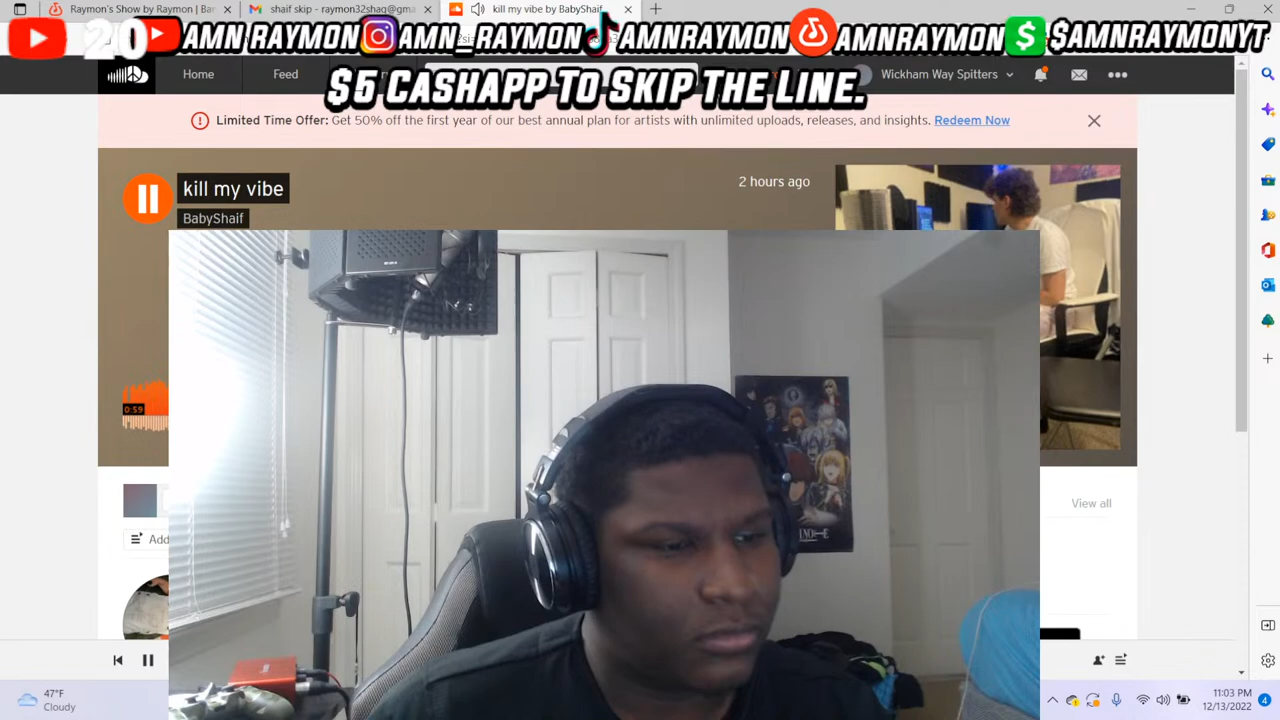 Raymon's Show by Raymon | Ban
shaif skip - raymon32shaq@gma
kill my vibe by BabyShaif
20
AMN RAYMON
AMN_RAYMON
AMNRAYMON
AMNRAYMON
$AMNRAYMONYT
Home
Feed
$5 CASHAPP TO SKIP THE LINE.
Wickham Way Spitters
Limited Time Offer: Get 50% off the first year of our best annual plan for artists with unlimited uploads, releases, and insights. Redeem Now
kill my vibe
2 hours ago
BabyShaif
0:59
View all
Add
47°F
Cloudy
11:03 PM
12/13/2022
4